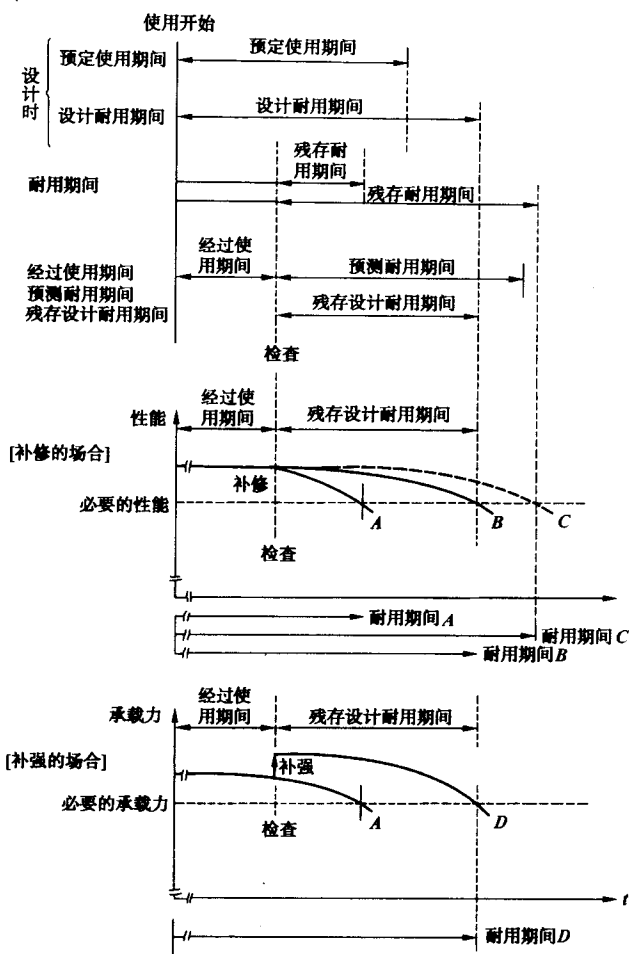 使用开始
设计时
预定使用期间
预定使用期间
设计耐用期间
设计耐用期间
残存耐
用期间
耐用期间
残存耐用期间
经过使
用期间
预测耐用期间
经过使用期间
预测耐用期间
残存设计耐用期间
残存设计耐用期间
检查
性能
经过使
用期间
残存设计耐用期间
[补修的场合]
补修
必要的性能
A
B
C
检查
耐用期间A
耐用期间C
耐用期间B
承载力
经过使
用期间
残存设计耐用期间
[补强的场合]
补强
必要的承载力
检查
A
D
t
耐用期间D